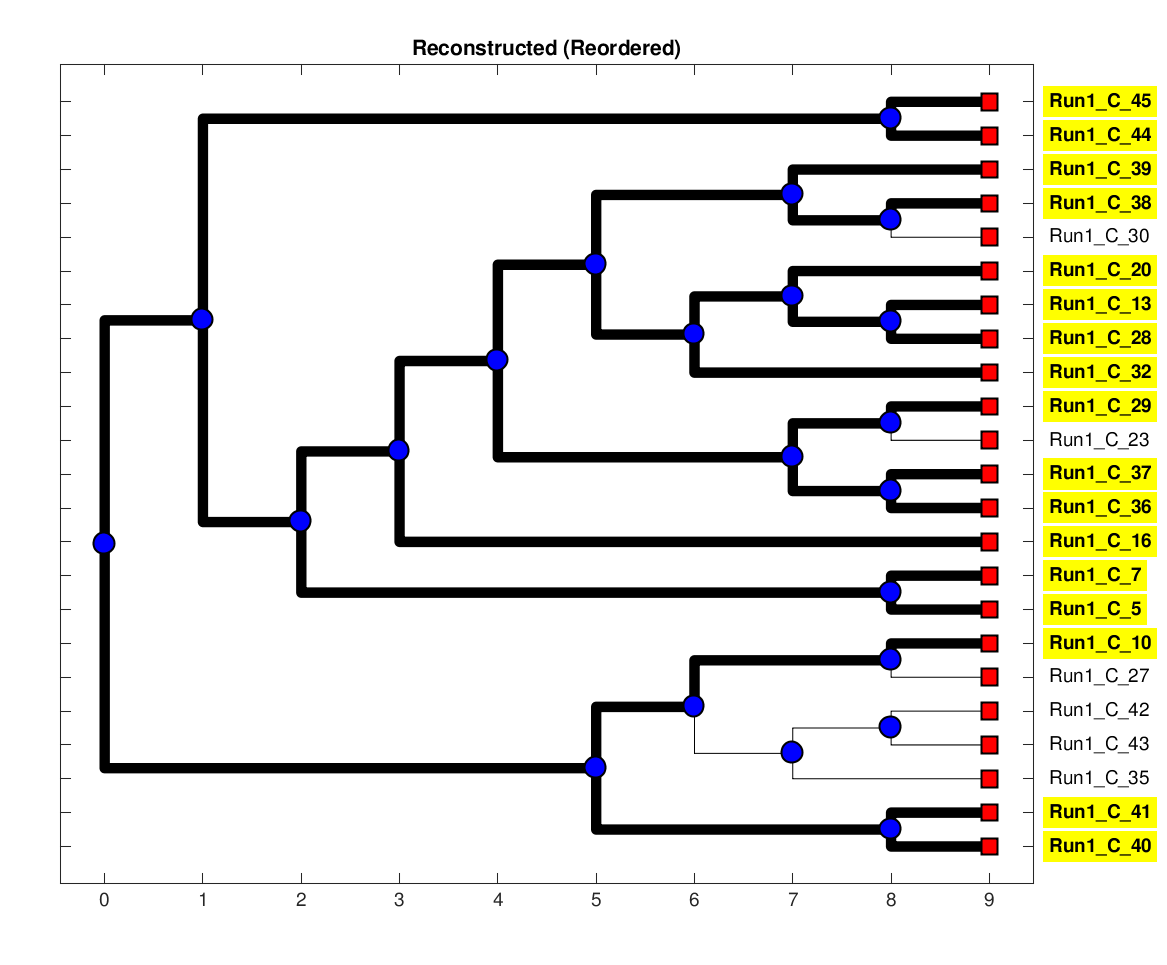 Reconstructed (Reordered)
Run1_C_45
Run1_C_44
Run1_C_39
Run1_C_38
Run1_C_30
Run1_C_20
Run1_C_13
Run1_C_28
Run1_C_32
Run1_C_29
Run1_C_23
Run1_C_37
Run1_C_36
Run1_C_16
Run1_C_7
Run1_C_5
Run1_C_10
Run1_C_27
Run1_C_42
Run1_C_43
Run1_C_35
Run1_C_41
Run1_C_40
0 1 2 3 4 5 6 7 8 9